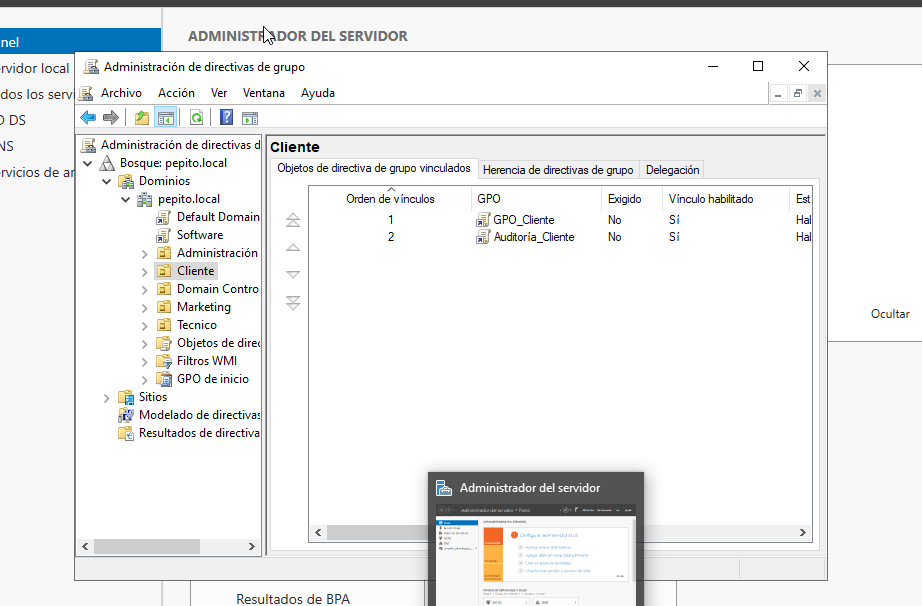 ADMINISTRADOR DEL SERVIDOR
nel
ervidor local
dos los servi
D DS
NS
ervicios de ar
Administración de directivas de grupo
Archivo Acción Ver Ventana Ayuda
Administración de directivas d
Bosque: pepito.local
Dominios
pepito.local
Default Domain
Software
Administración
Cliente
Domain Contro
Marketing
Tecnico
Objetos de direc
Filtros WMI
GPO de inicio
Sitios
Modelado de directivas
Resultados de directiva
Cliente
Objetos de directiva de grupo vinculados Herencia de directivas de grupo Delegación
Orden de vínculos GPO Exigido Vínculo habilitado Est
1 GPO_Cliente No Sí Hal
2 Auditoría_Cliente No Sí Hal
Ocultar
Administrador del servidor
Resultados de BPA